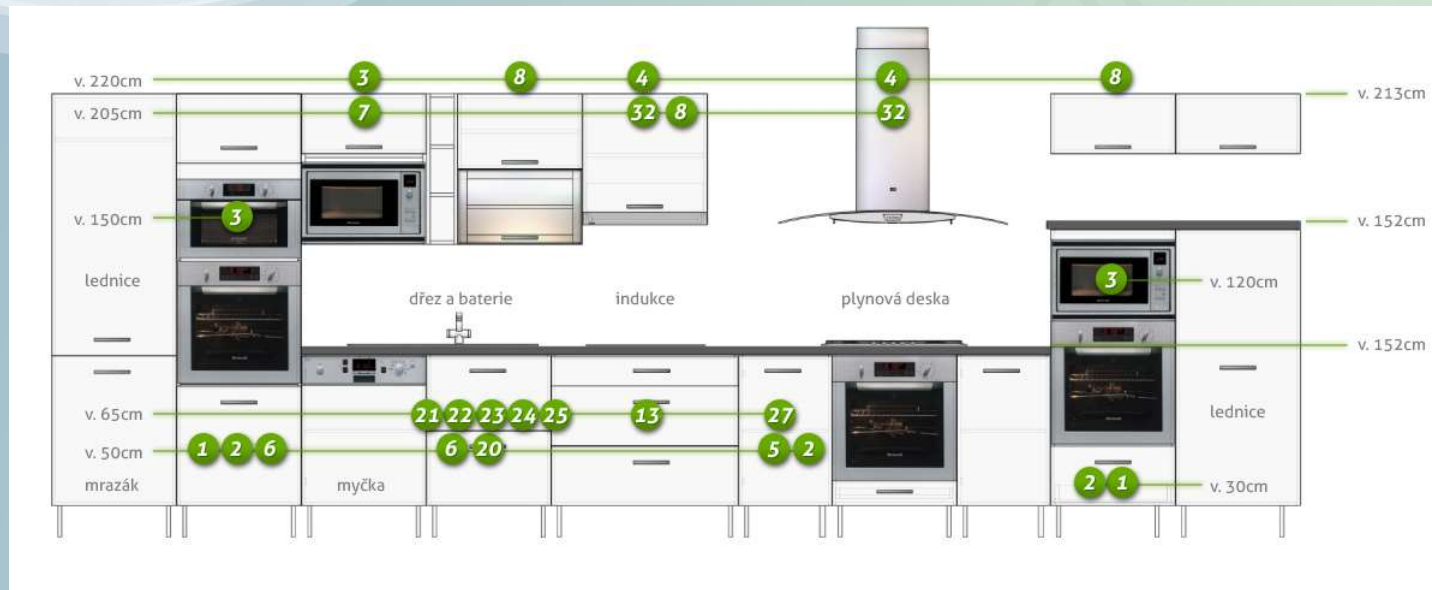 v. 220cm 3 8 4 4 8
v. 213cm
v. 205cm 7 32 8 32
v. 150cm 3
v. 152cm
lednice
dřez a baterie
indukce
plynová deska
3 v. 120cm
v. 152cm
v. 65cm 21 22 23 24 25 13 27
lednice
v. 50cm 1 2 6 6 20 5 2
mrazák
myčka
2 1 v. 30cm